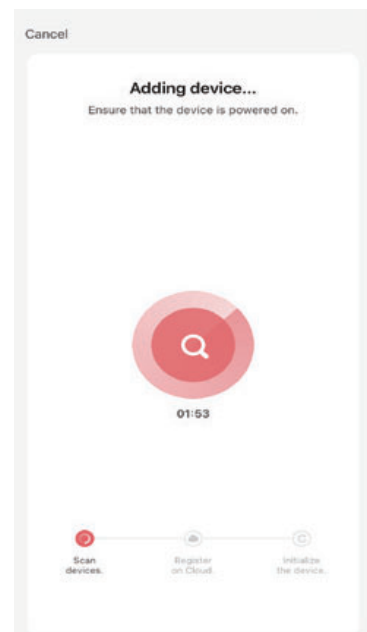 Cancel
Adding device...
Ensure that the device is powered on.
01:53
Scan
devices.
Register
on Cloud.
Initialize
the device.